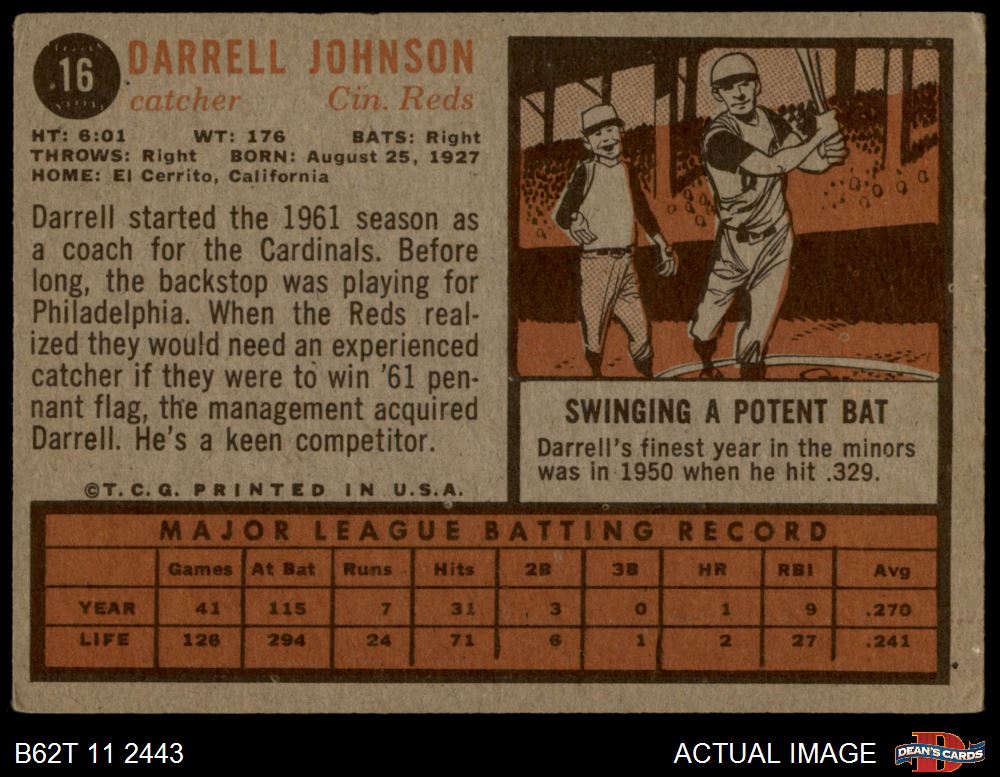 16
DARRELL JOHNSON
catcher Cin. Reds
HT: 6:01 WT: 176 BATS: Right
THROWS: Right BORN: August 25, 1927
HOME: El Cerrito, California
Darrell started the 1961 season as
a coach for the Cardinals. Before
long, the backstop was playing for
Philadelphia. When the Reds real-
ized they would need an experienced
catcher if they were to win '61 pen-
nant flag, the management acquired
Darrell. He's a keen competitor.
©T.C.G. PRINTED IN U.S.A.
SWINGING A POTENT BAT
Darrell's finest year in the minors
was in 1950 when he hit .329.
MAJOR LEAGUE BATTING RECORD
Games At Bat Runs Hits 2B 3B HR RBI Avg
YEAR 41 115 7 31 3 0 1 9 .270
LIFE 126 294 24 71 6 1 2 27 .241
B62T 11 2443
ACTUAL IMAGE
D
DEAN'S CARDS